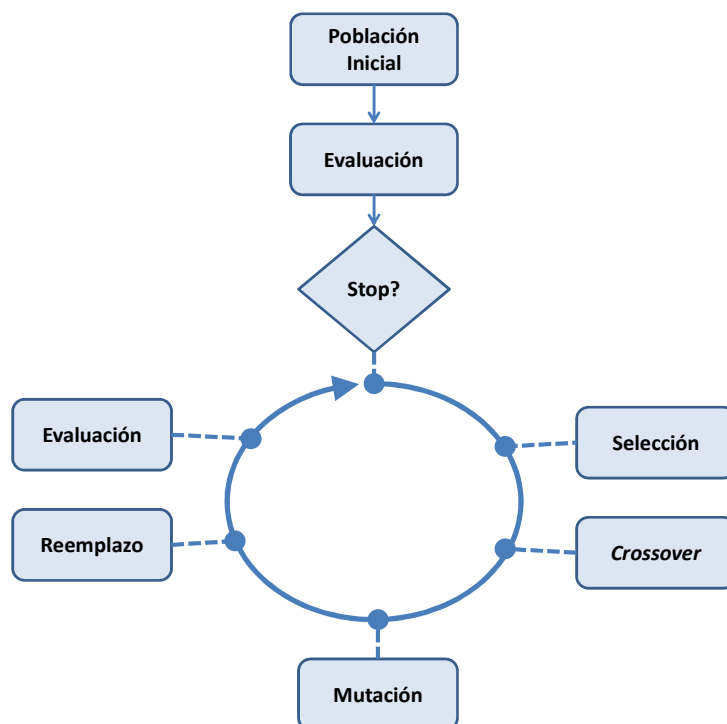 Población
Inicial
Evaluación
Stop?
Evaluación
Selección
Reemplazo
Crossover
Mutación